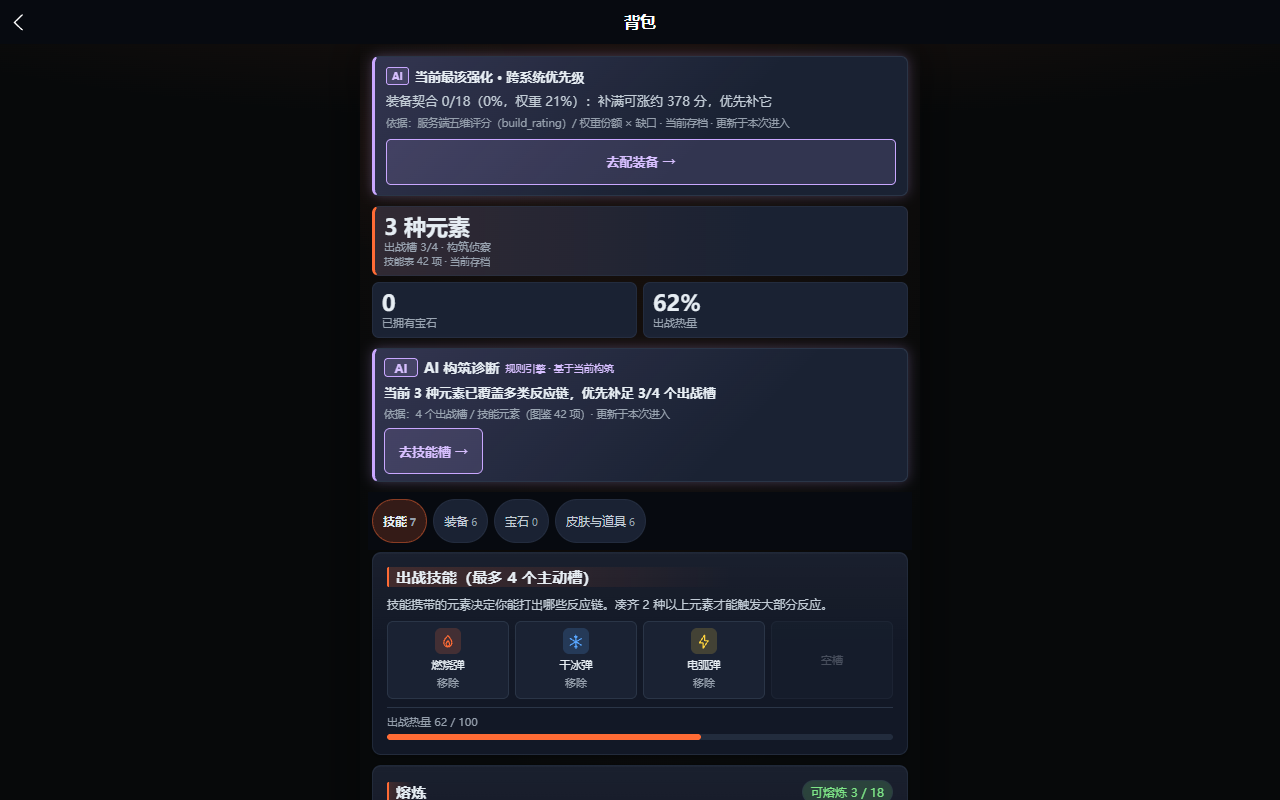 背包
AI 当前最该强化 • 跨系统优先级
装备契合 0/18（0%，权重 21%）：补满可涨约 378 分，优先补它
依据：服务端五维评分（build_rating）/ 权重份额 × 缺口 · 当前存档 · 更新于本次进入
去配装备 →
3 种元素
出战槽 3/4 · 构筑侦察
技能表 42 项 · 当前存档
0
已拥有宝石
62%
出战热量
AI AI 构筑诊断 规则引擎 · 基于当前构筑
当前 3 种元素已覆盖多类反应链，优先补足 3/4 个出战槽
依据：4 个出战槽 / 技能元素（图鉴 42 项）· 更新于本次进入
去技能槽 →
技能 7 装备 6 宝石 0 皮肤与道具 6
出战技能（最多 4 个主动槽）
技能携带的元素决定你能打出哪些反应链。凑齐 2 种以上元素才能触发大部分反应。
燃烧弹 干冰弹 电弧弹 空槽
移除 移除 移除
出战热量 62 / 100
熔炼 可熔炼 3 / 18